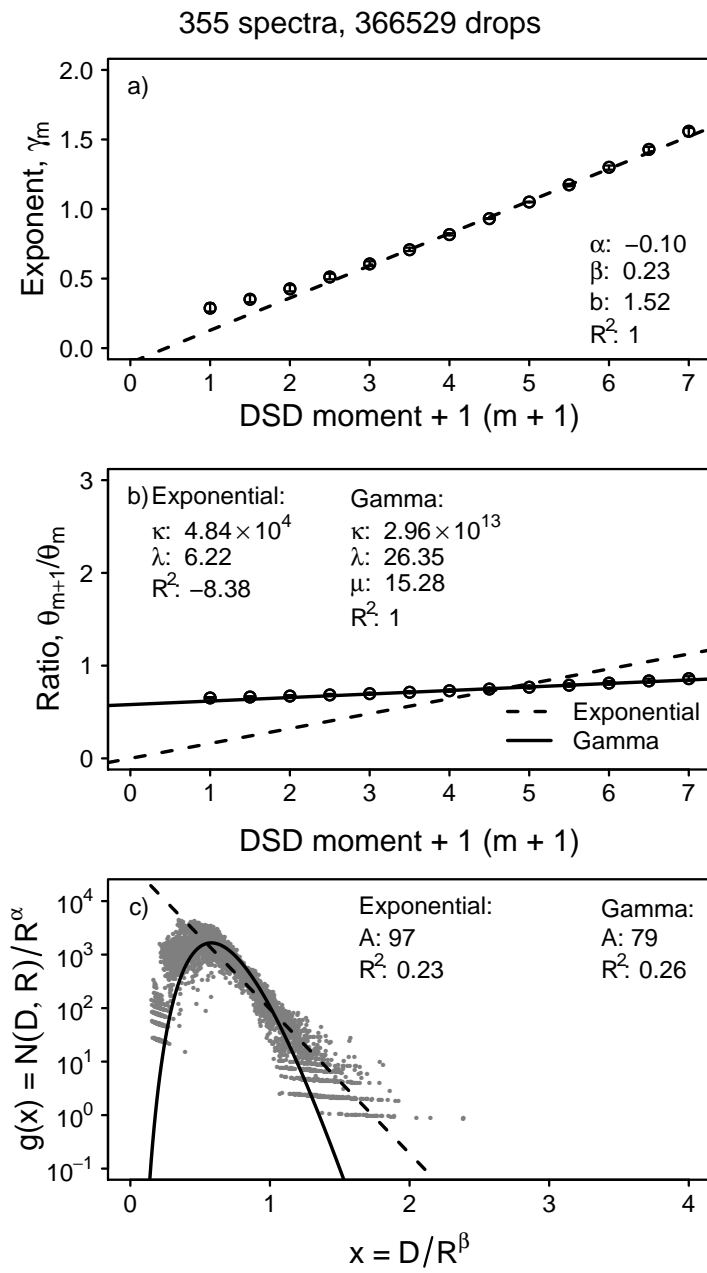 355 spectra, 366529 drops
a)
Exponent, γm
2.0
1.5
1.0
0.5
0.0
α: −0.10
β: 0.23
b: 1.52
R²: 1
0 1 2 3 4 5 6 7
DSD moment + 1 (m + 1)
b) Exponential:
κ: 4.84 × 10⁴
λ: 6.22
R²: −8.38
Gamma:
κ: 2.96 × 10¹³
λ: 26.35
μ: 15.28
R²: 1
Ratio, θm+1/θm
3
2
1
0
Exponential
Gamma
0 1 2 3 4 5 6 7
DSD moment + 1 (m + 1)
c)
Exponential:
A: 97
R²: 0.23
Gamma:
A: 79
R²: 0.26
g(x) = N(D, R)/R^α
10⁴
10³
10²
10¹
10⁰
10⁻¹
0 1 2 3 4
x = D/R^β